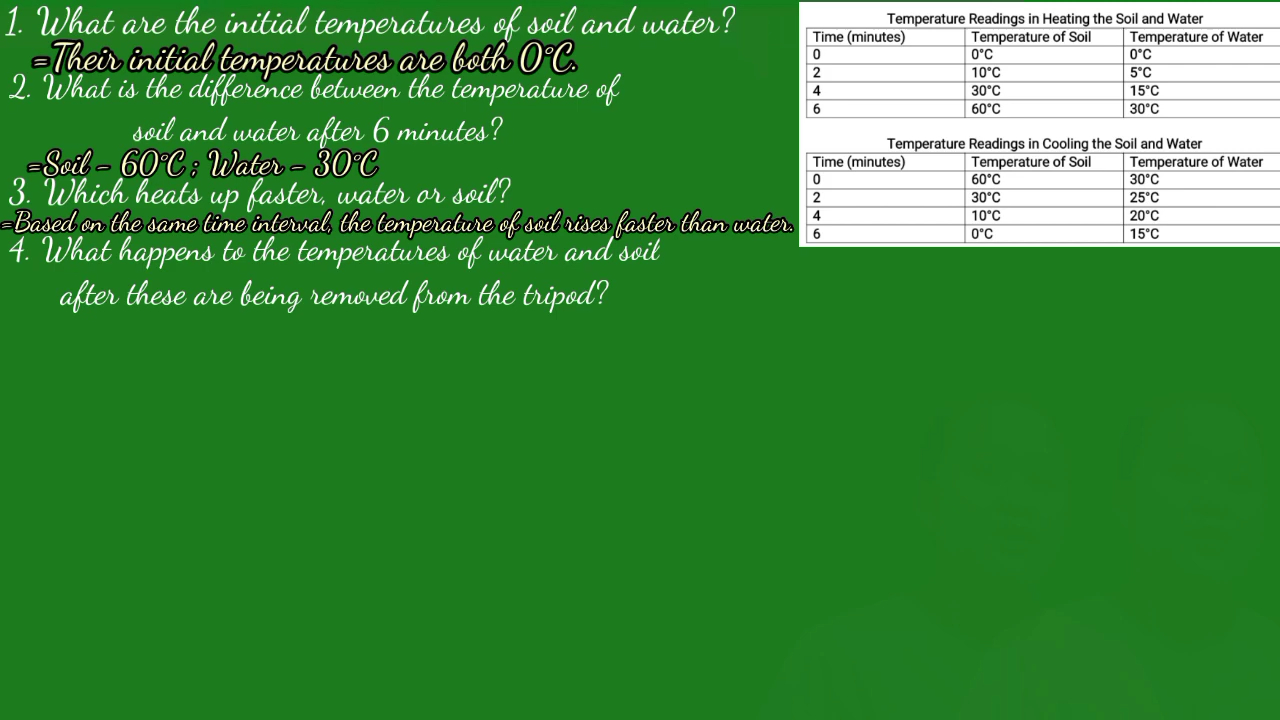 1. What are the initial temperatures of soil and water?
=Their initial temperatures are both 0°C.
2. What is the difference between the temperature of
soil and water after 6 minutes?
=Soil - 60°C ; Water - 30°C
3. Which heats up faster, water or soil?
=Based on the same time interval, the temperature of soil rises faster than water.
4. What happens to the temperatures of water and soil
after these are being removed from the tripod?
Temperature Readings in Heating the Soil and Water
Time (minutes) Temperature of Soil Temperature of Water
0 0°C 0°C
2 10°C 5°C
4 30°C 15°C
6 60°C 30°C
Temperature Readings in Cooling the Soil and Water
Time (minutes) Temperature of Soil Temperature of Water
0 60°C 30°C
2 30°C 25°C
4 10°C 20°C
6 0°C 15°C